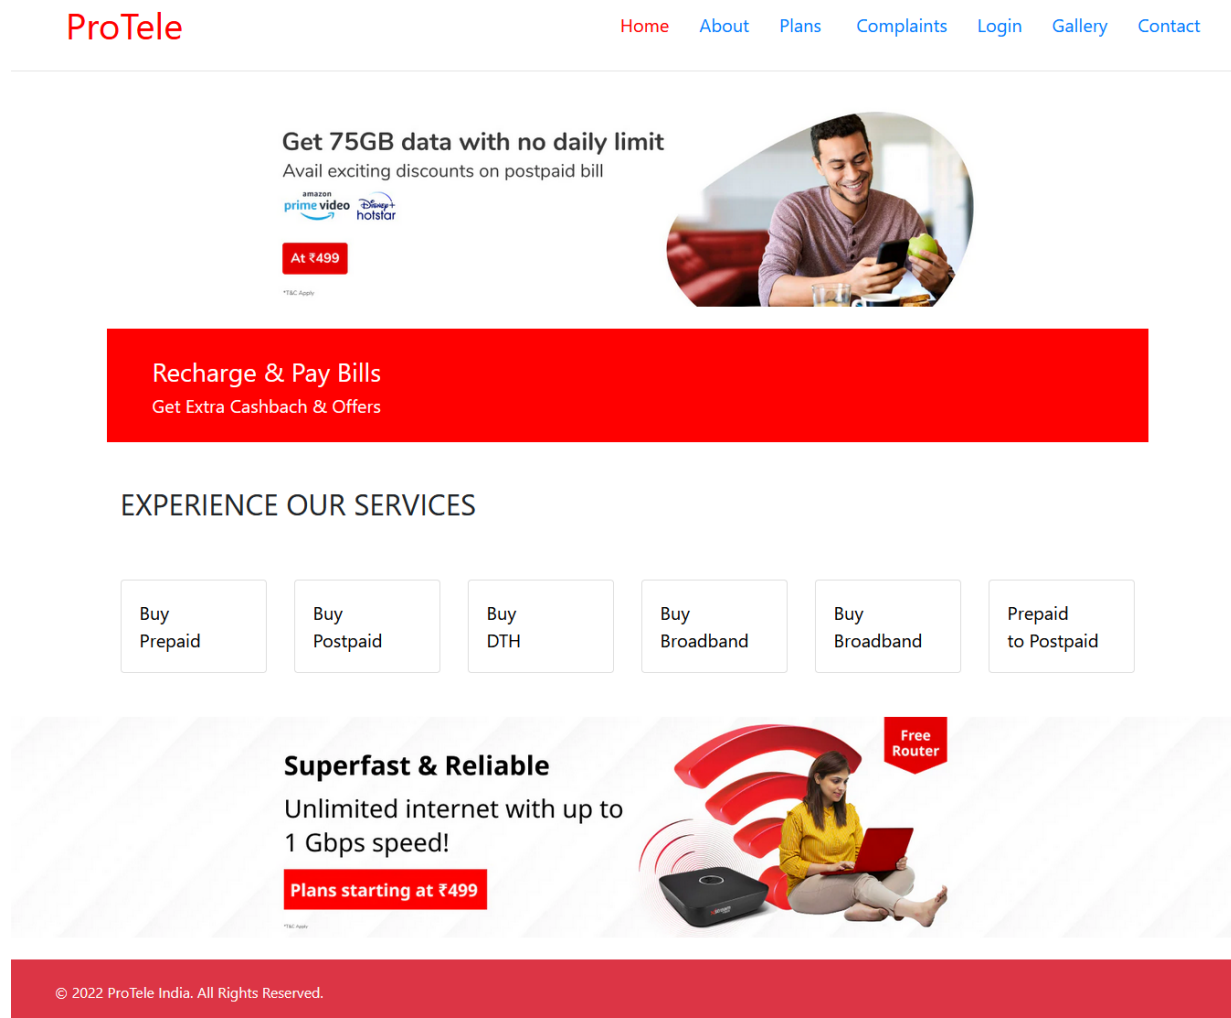 ProTele
Home About Plans Complaints Login Gallery Contact
Get 75GB data with no daily limit
Avail exciting discounts on postpaid bill
amazon
prime video
Disney+
hotstar
At ₹499
*T&C Apply
Recharge & Pay Bills
Get Extra Cashbach & Offers
EXPERIENCE OUR SERVICES
Buy
Prepaid
Buy
Postpaid
Buy
DTH
Buy
Broadband
Buy
Broadband
Prepaid
to Postpaid
Free
Router
Superfast & Reliable
Unlimited internet with up to
1 Gbps speed!
Plans starting at ₹499
*T&C Apply
© 2022 ProTele India. All Rights Reserved.